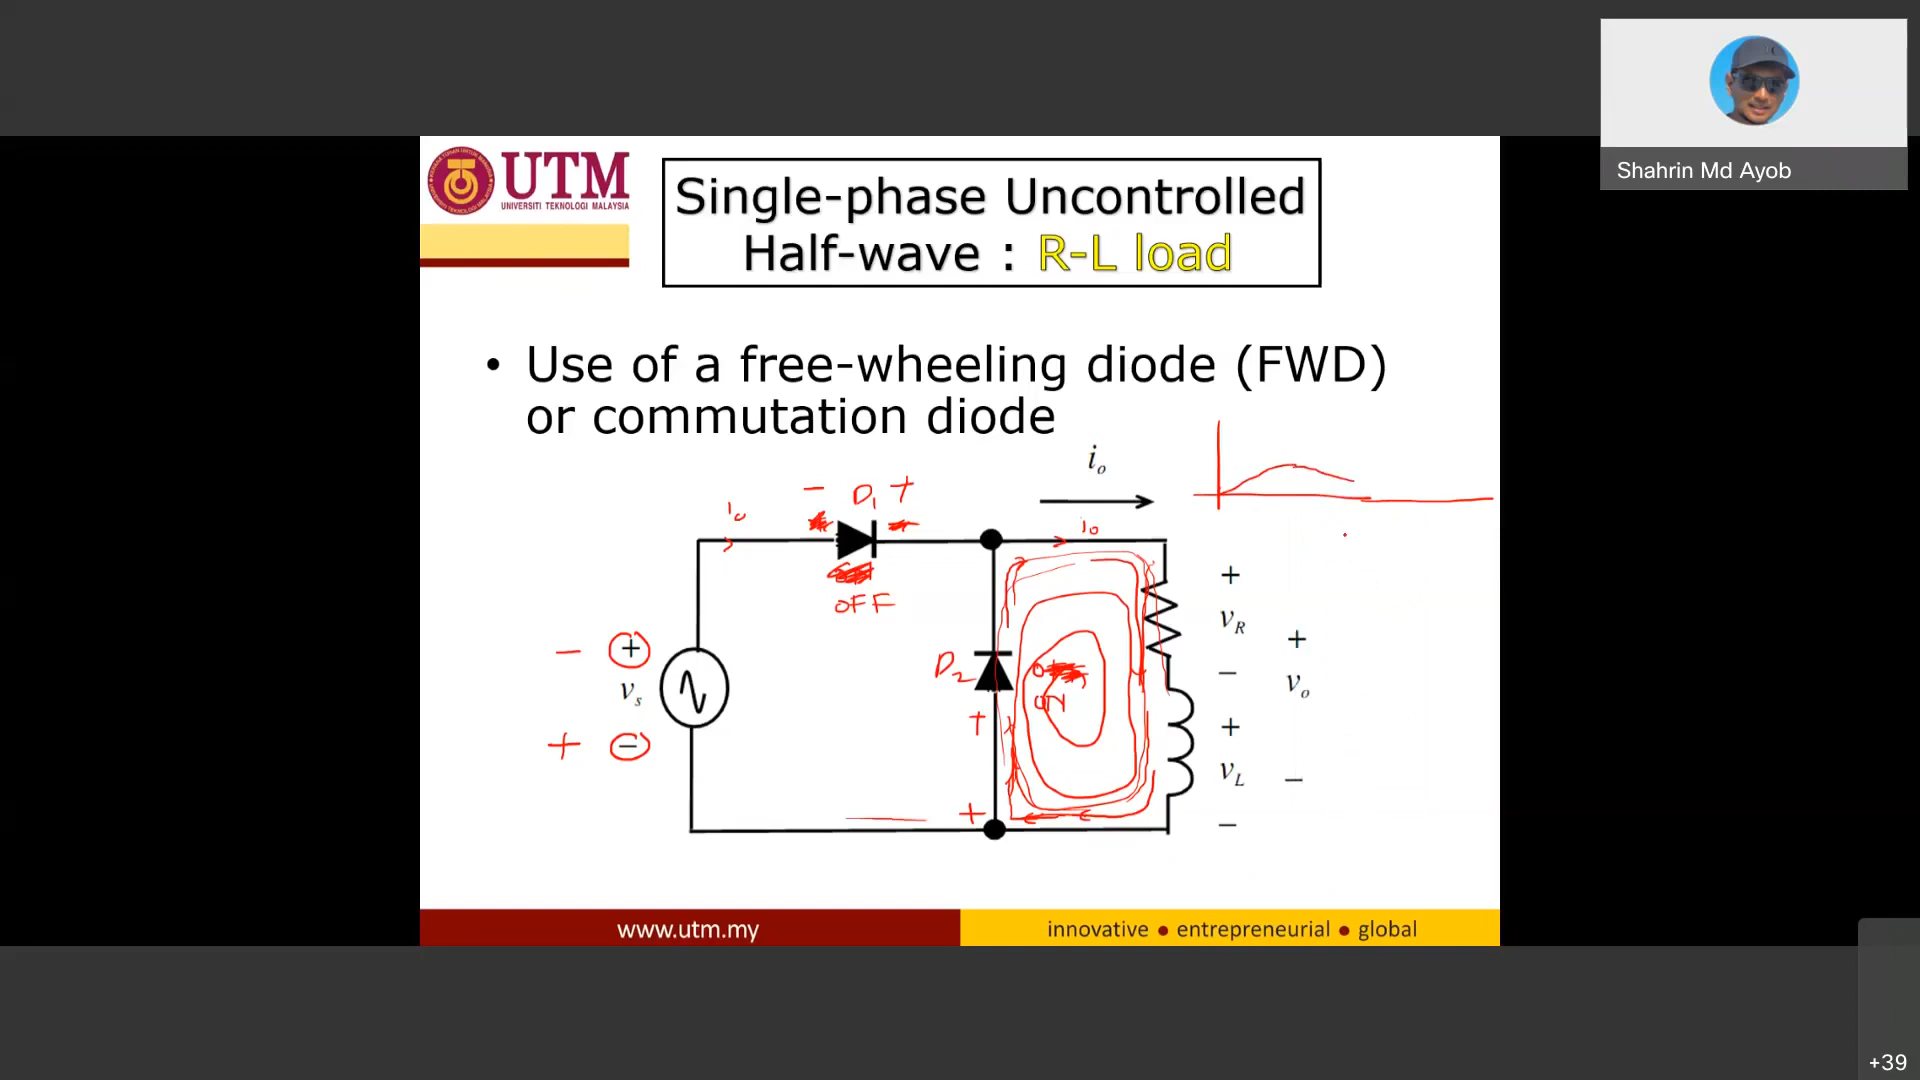 Shahrin Md Ayob
UTM
UNIVERSITI TEKNOLOGI MALAYSIA
Single-phase Uncontrolled
Half-wave : R-L load
• Use of a free-wheeling diode (FWD)
or commutation diode
i_o
− D1 +
i_o
i_o
OFF
+
v_R
−
+
v_o
−
− +
v_s
+ −
D2
ON
+
+
+
v_L
−
www.utm.my
innovative ● entrepreneurial ● global
+39